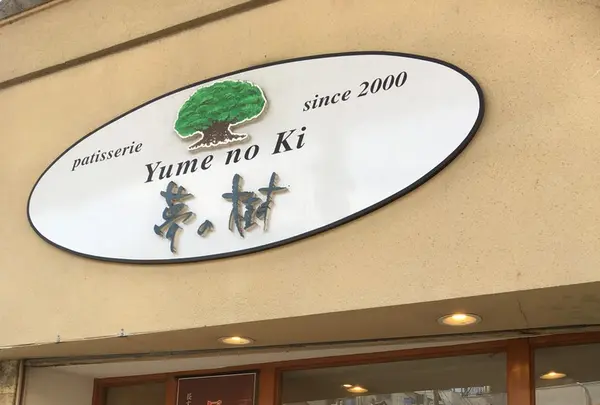 patisserie
since 2000
Yume no Ki
夢の樹